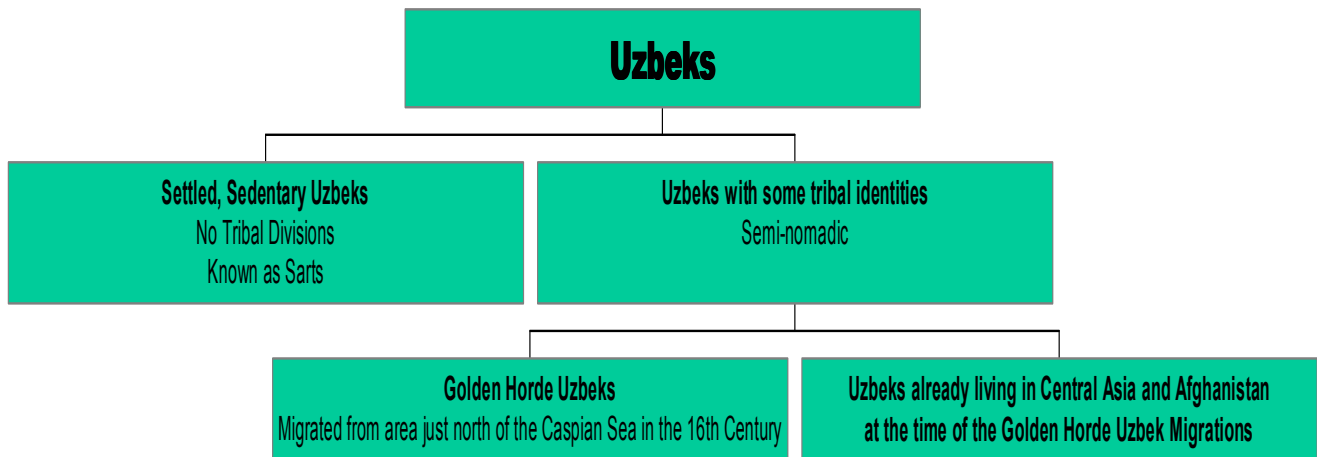 Uzbeks
Settled, Sedentary Uzbeks
No Tribal Divisions
Known as Sarts
Uzbeks with some tribal identities
Semi-nomadic
Golden Horde Uzbeks
Migrated from area just north of the Caspian Sea in the 16th Century
Uzbeks already living in Central Asia and Afghanistan
at the time of the Golden Horde Uzbek Migrations